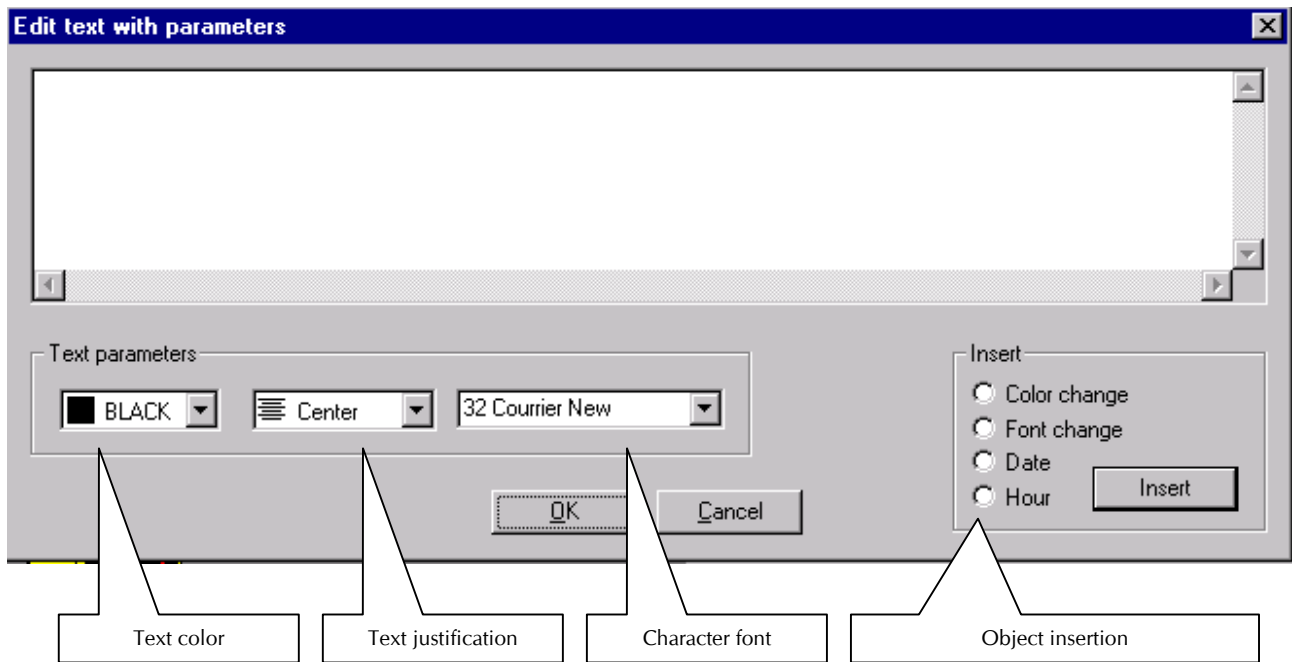 Edit text with parameters
Text parameters
Insert
BLACK
Center
32 Courrier New
Color change
Font change
Date
Hour
Insert
OK
Cancel
Text color
Text justification
Character font
Object insertion